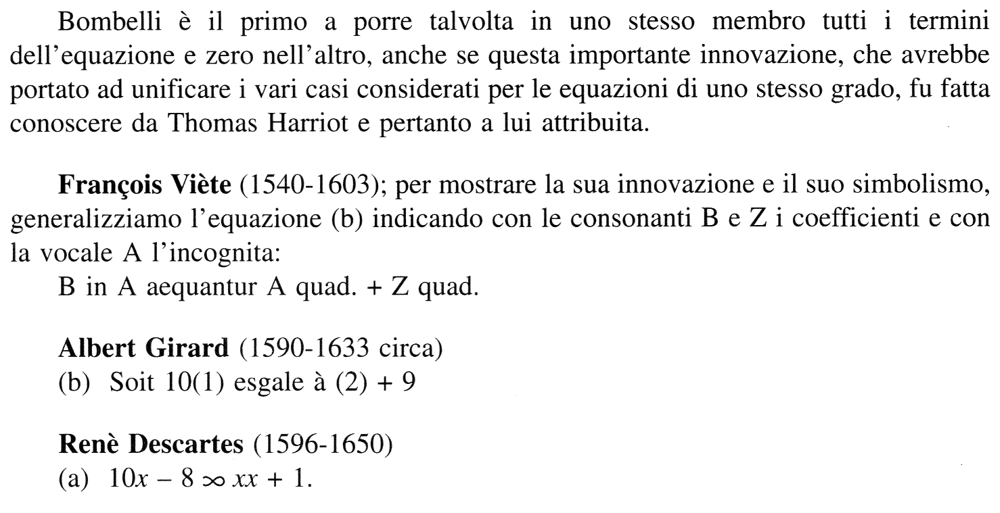 Bombelli è il primo a porre talvolta in uno stesso membro tutti i termini
dell'equazione e zero nell'altro, anche se questa importante innovazione, che avrebbe
portato ad unificare i vari casi considerati per le equazioni di uno stesso grado, fu fatta
conoscere da Thomas Harriot e pertanto a lui attribuita.
François Viète (1540-1603); per mostrare la sua innovazione e il suo simbolismo,
generalizziamo l'equazione (b) indicando con le consonanti B e Z i coefficienti e con
la vocale A l'incognita:
B in A aequantur A quad. + Z quad.
Albert Girard (1590-1633 circa)
(b) Soit 10(1) esgale à (2) + 9
Renè Descartes (1596-1650)
(a) 10x – 8 ∞ xx + 1.